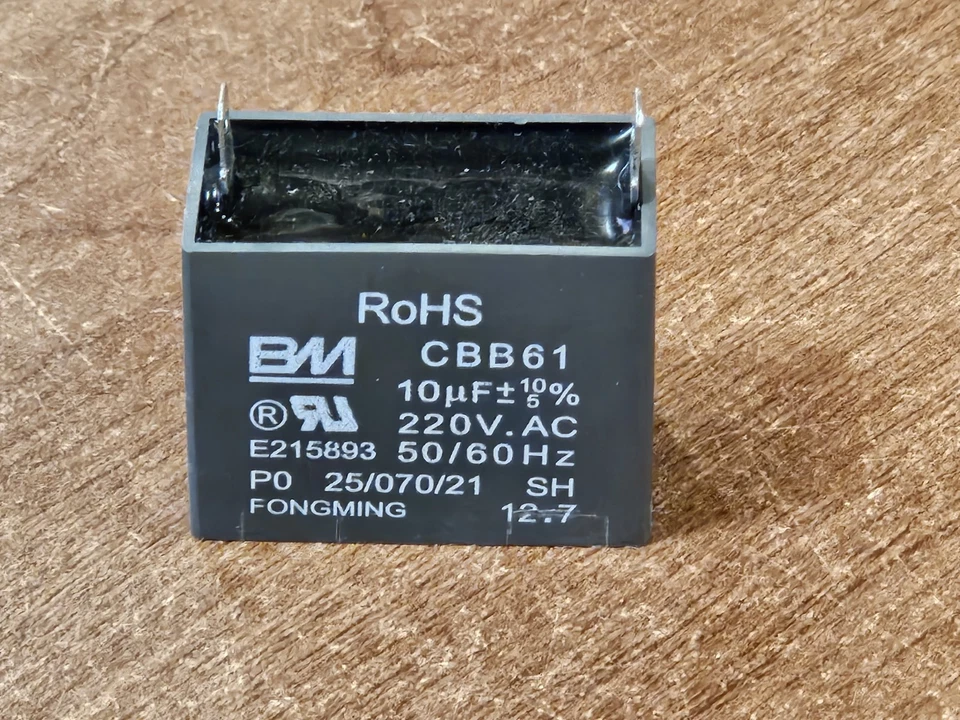 RoHS
BM CBB61
10μF±10/5%
® RU 220V.AC
E215893 50/60Hz
P0 25/070/21 SH
FONGMING 12.7